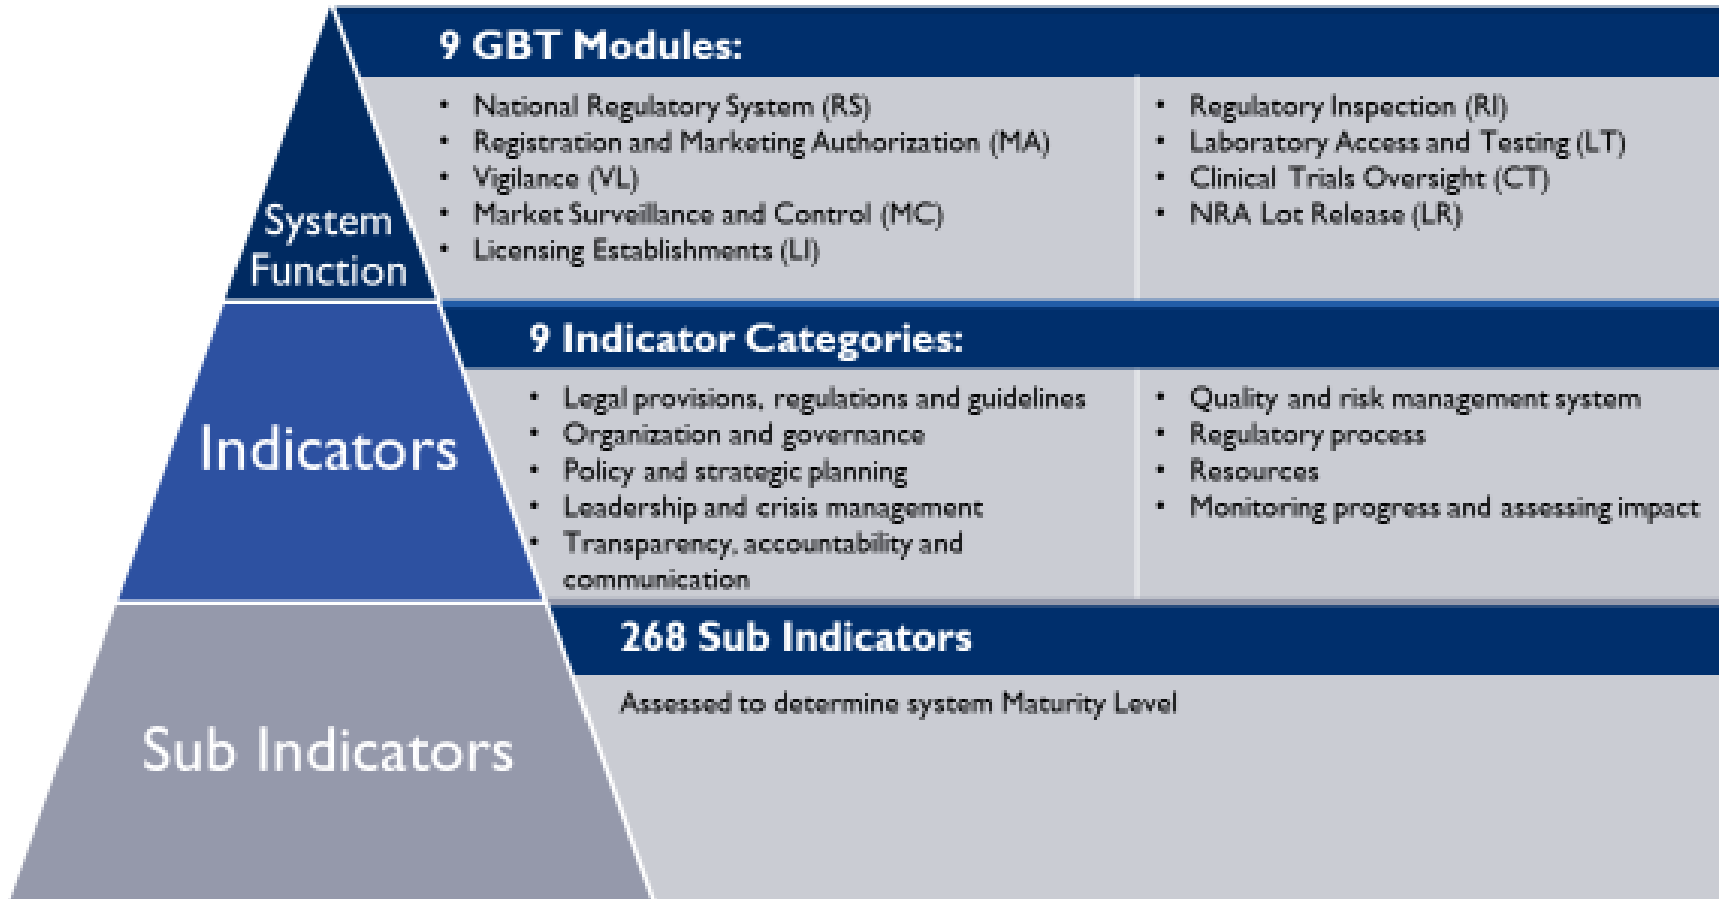 System
Function
9 GBT Modules:
• National Regulatory System (RS)
• Registration and Marketing Authorization (MA)
• Vigilance (VL)
• Market Surveillance and Control (MC)
• Licensing Establishments (LI)
• Regulatory Inspection (RI)
• Laboratory Access and Testing (LT)
• Clinical Trials Oversight (CT)
• NRA Lot Release (LR)
Indicators
9 Indicator Categories:
• Legal provisions, regulations and guidelines
• Organization and governance
• Policy and strategic planning
• Leadership and crisis management
• Transparency, accountability and
communication
• Quality and risk management system
• Regulatory process
• Resources
• Monitoring progress and assessing impact
Sub Indicators
268 Sub Indicators
Assessed to determine system Maturity Level